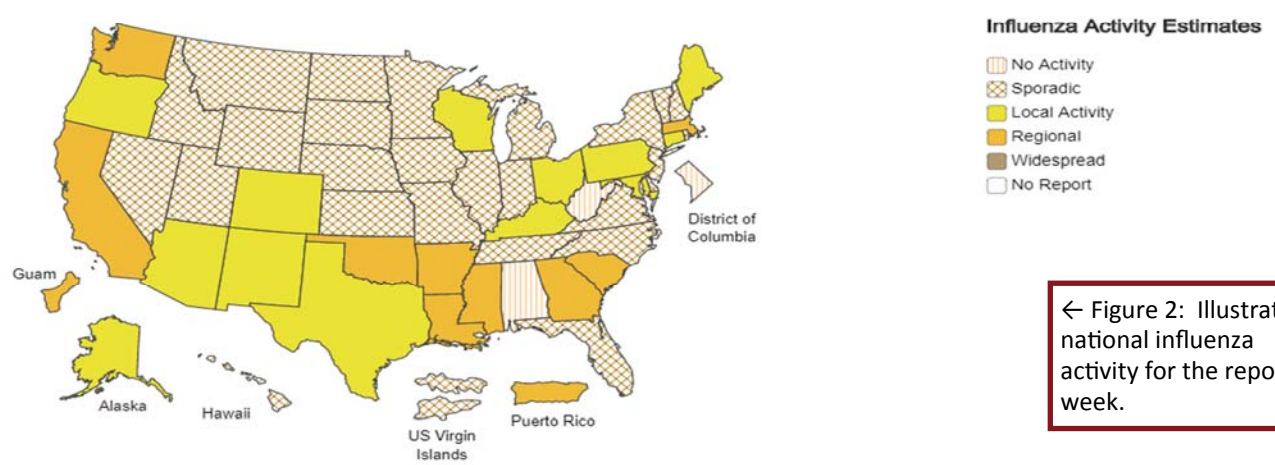 Influenza Activity Estimates
No Activity
Sporadic
Local Activity
Regional
Widespread
No Report
District of
Columbia
Guam
Alaska
Hawaii
US Virgin
Islands
Puerto Rico
← Figure 2: Illustrat
national influenza
activity for the repo
week.